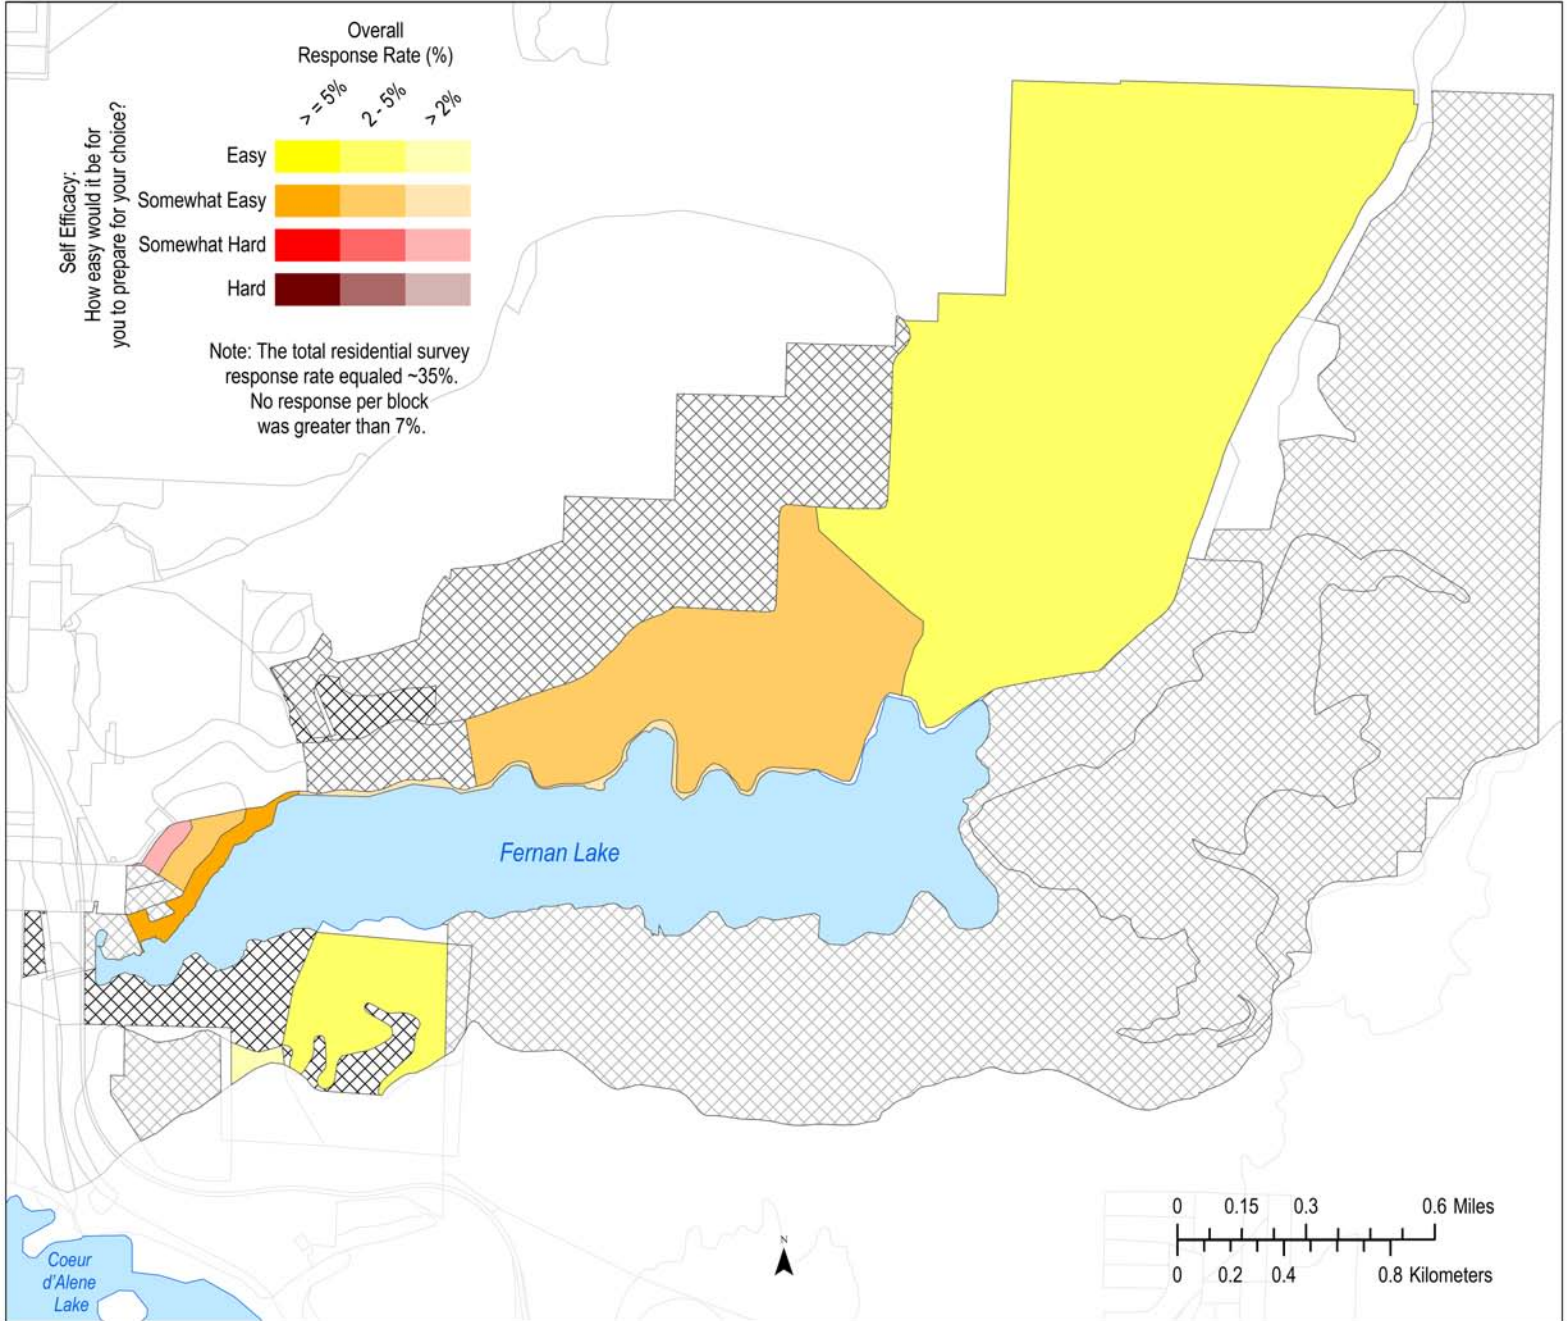 Overall
Response Rate (%)
> = 5%
2 - 5%
> 2%
Self Efficacy:
How easy would it be for
you to prepare for your choice?
Easy
Somewhat Easy
Somewhat Hard
Hard
Note: The total residential survey
response rate equaled ~35%.
No response per block
was greater than 7%.
Fernan Lake
Coeur
d'Alene
Lake
N
0 0.15 0.3 0.6 Miles
0 0.2 0.4 0.8 Kilometers